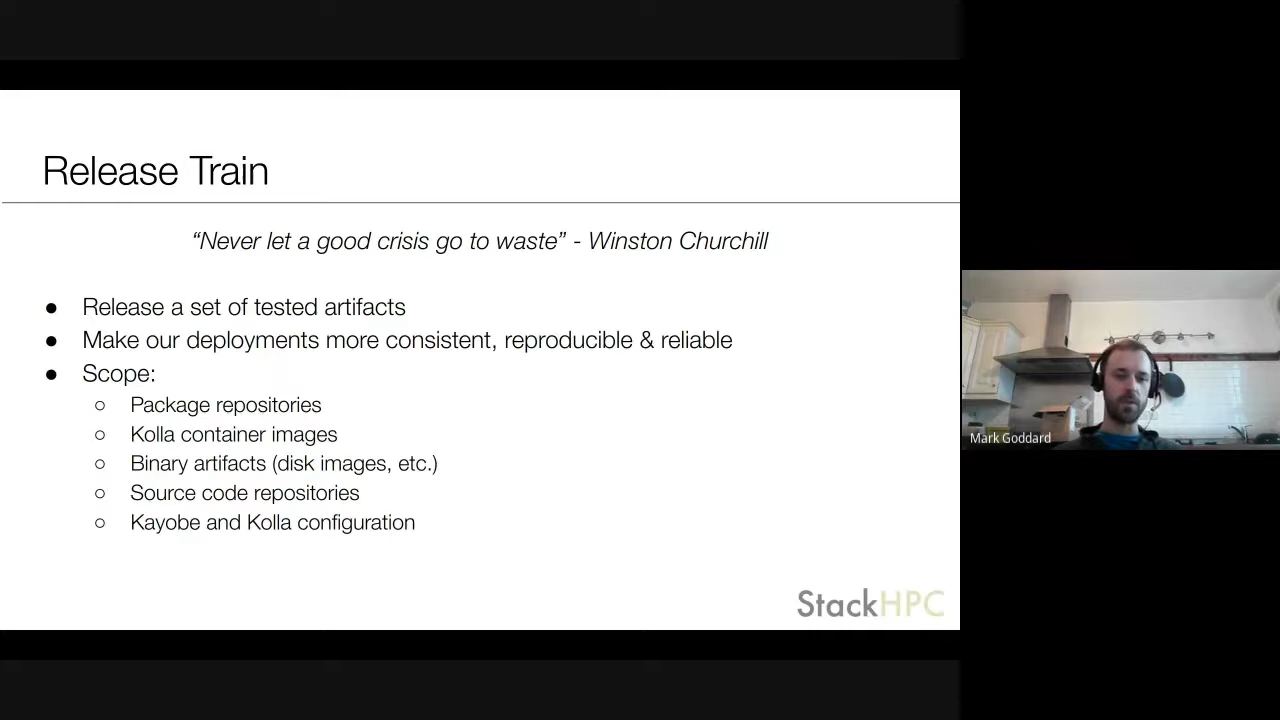 Release Train
“Never let a good crisis go to waste” - Winston Churchill
● Release a set of tested artifacts
● Make our deployments more consistent, reproducible & reliable
● Scope:
○ Package repositories
○ Kolla container images
○ Binary artifacts (disk images, etc.)
○ Source code repositories
○ Kayobe and Kolla configuration
StackHPC
Mark Goddard